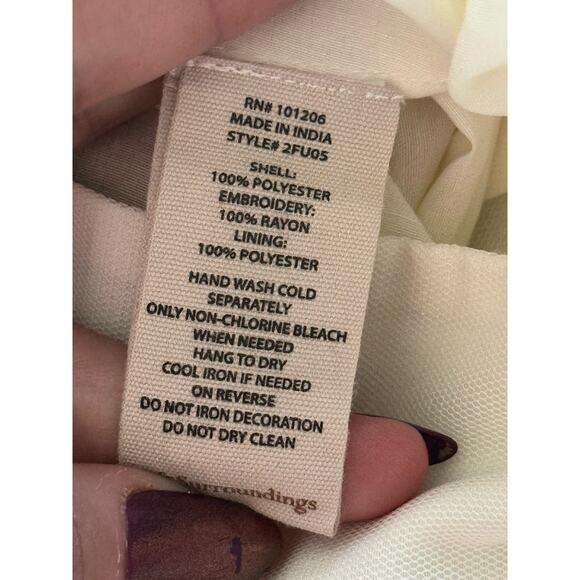 RN# 101206
MADE IN INDIA
STYLE# 2FU05
SHELL:
100% POLYESTER
EMBROIDERY:
100% RAYON
LINING:
100% POLYESTER
HAND WASH COLD
SEPARATELY
ONLY NON-CHLORINE BLEACH
WHEN NEEDED
HANG TO DRY
COOL IRON IF NEEDED
ON REVERSE
DO NOT IRON DECORATION
DO NOT DRY CLEAN
Surroundings